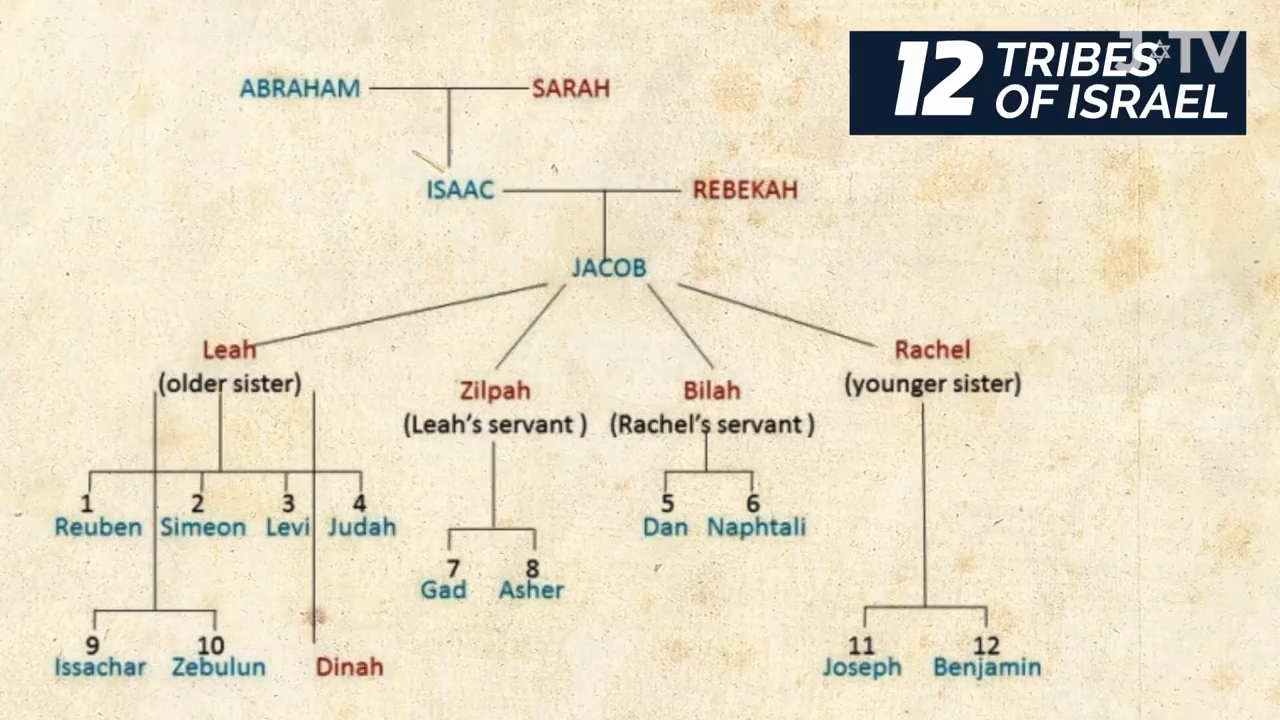 J✡TV
12 TRIBES
OF ISRAEL
ABRAHAM SARAH
ISAAC REBEKAH
JACOB
Leah Rachel
(older sister) (younger sister)
Zilpah Bilah
(Leah's servant ) (Rachel's servant )
1 2 3 4 5 6
Reuben Simeon Levi Judah Dan Naphtali
7 8
Gad Asher
9 10 11 12
Issachar Zebulun Dinah Joseph Benjamin